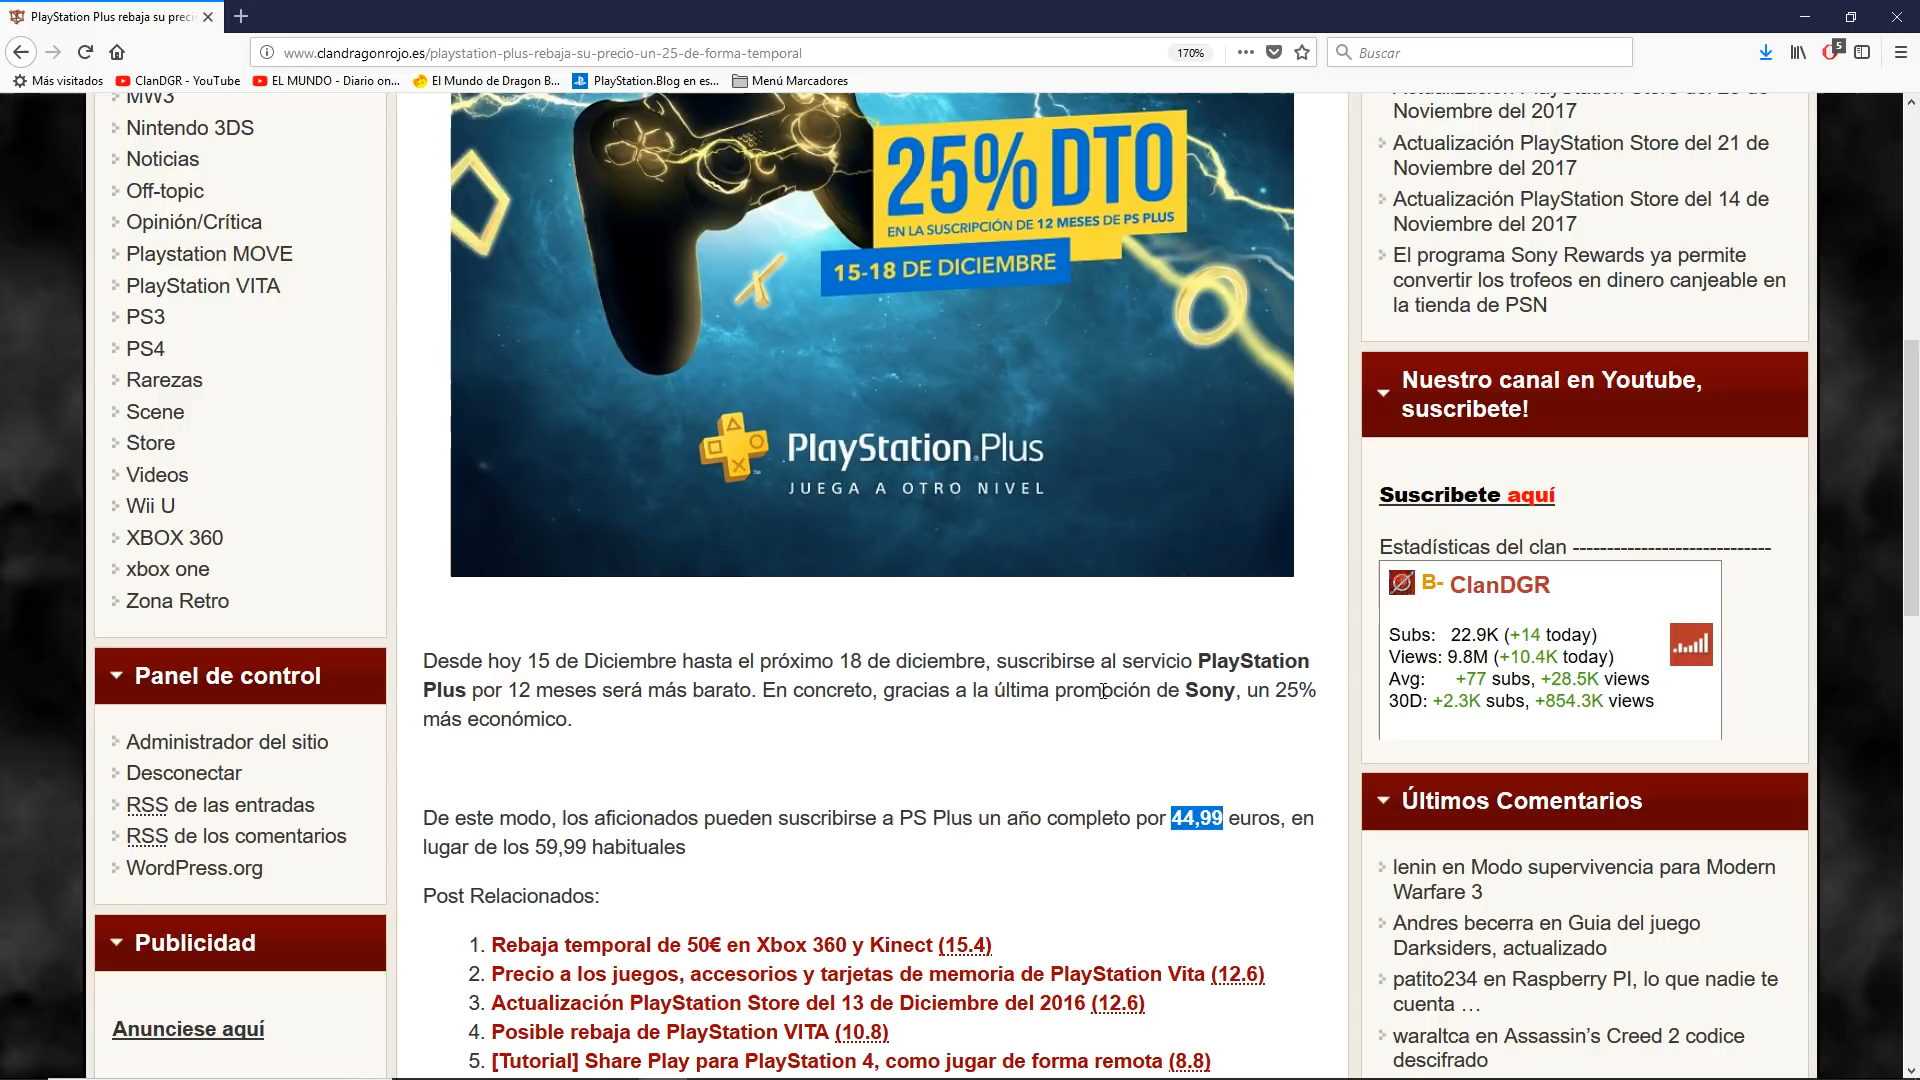 PlayStation Plus rebaja su preci
www.clandragonrojo.es/playstation-plus-rebaja-su-precio-un-25-de-forma-temporal
170%
Buscar
5
Más visitados
ClanDGR - YouTube
EL MUNDO - Diario on...
El Mundo de Dragon B...
PlayStation.Blog en es...
Menú Marcadores
MW3
Nintendo 3DS
Noticias
Off-topic
Opinión/Crítica
Playstation MOVE
PlayStation VITA
PS3
PS4
Rarezas
Scene
Store
Videos
Wii U
XBOX 360
xbox one
Zona Retro
Panel de control
Administrador del sitio
Desconectar
RSS de las entradas
RSS de los comentarios
WordPress.org
Publicidad
Anunciese aquí
25% DTO
EN LA SUSCRIPCIÓN DE 12 MESES DE PS PLUS
15-18 DE DICIEMBRE
PlayStation.Plus
JUEGA A OTRO NIVEL
Desde hoy 15 de Diciembre hasta el próximo 18 de diciembre, suscribirse al servicio PlayStation
Plus por 12 meses será más barato. En concreto, gracias a la última promoción de Sony, un 25%
más económico.
De este modo, los aficionados pueden suscribirse a PS Plus un año completo por 44,99 euros, en
lugar de los 59,99 habituales
Post Relacionados:
1. Rebaja temporal de 50€ en Xbox 360 y Kinect (15.4)
2. Precio a los juegos, accesorios y tarjetas de memoria de PlayStation Vita (12.6)
3. Actualización PlayStation Store del 13 de Diciembre del 2016 (12.6)
4. Posible rebaja de PlayStation VITA (10.8)
5. [Tutorial] Share Play para PlayStation 4, como jugar de forma remota (8.8)
Noviembre del 2017
Actualización PlayStation Store del 21 de
Noviembre del 2017
Actualización PlayStation Store del 14 de
Noviembre del 2017
El programa Sony Rewards ya permite
convertir los trofeos en dinero canjeable en
la tienda de PSN
Nuestro canal en Youtube,
suscribete!
Suscribete aquí
Estadísticas del clan -----------------------------
B- ClanDGR
Subs: 22.9K (+14 today)
Views: 9.8M (+10.4K today)
Avg: +77 subs, +28.5K views
30D: +2.3K subs, +854.3K views
Últimos Comentarios
lenin en Modo supervivencia para Modern
Warfare 3
Andres becerra en Guia del juego
Darksiders, actualizado
patito234 en Raspberry PI, lo que nadie te
cuenta …
waraltca en Assassin’s Creed 2 codice
descifrado